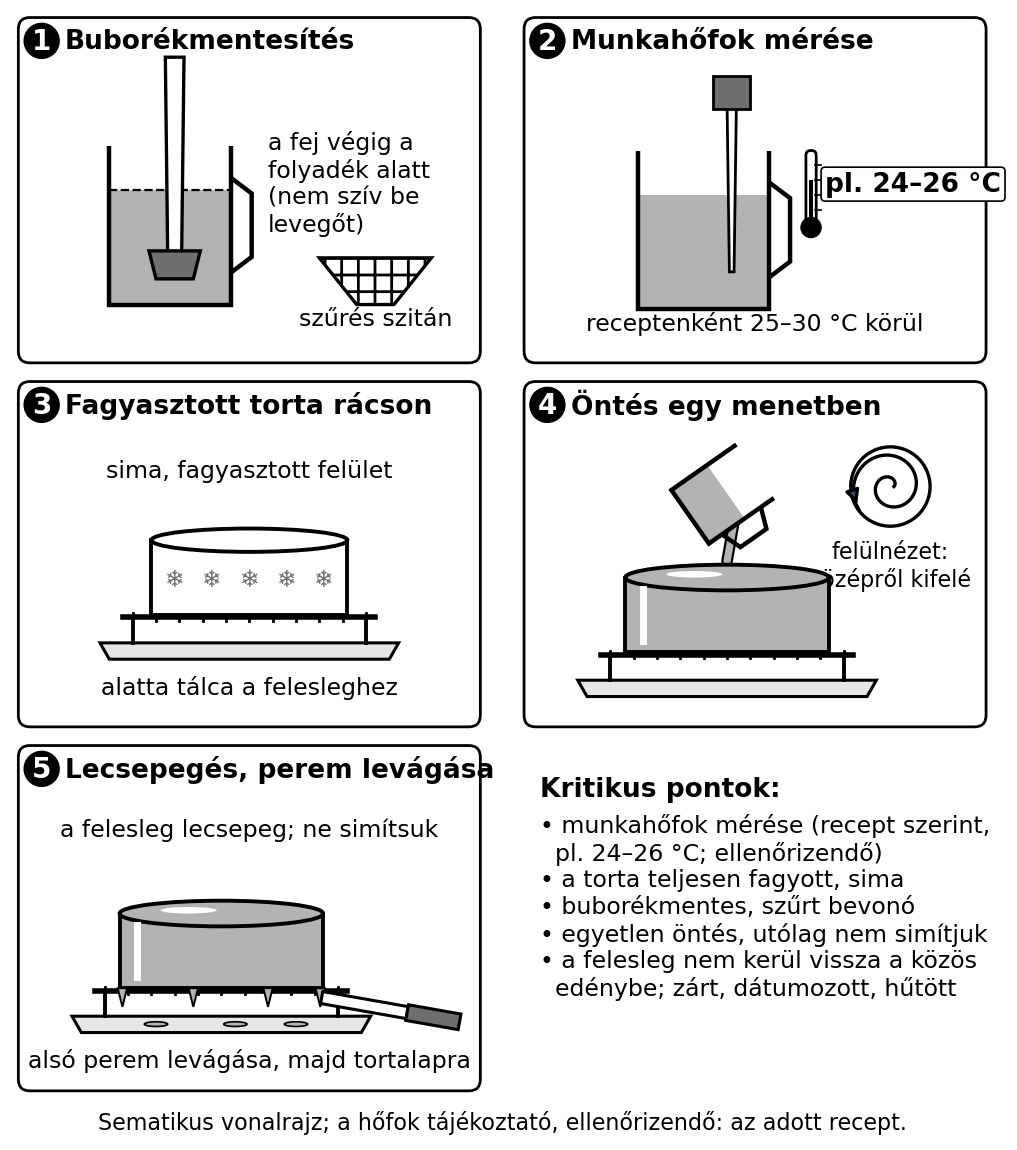 1 Buborékmentesítés
a fej végig a
folyadék alatt
(nem szív be
levegőt)
szűrés szitán
2 Munkahőfok mérése
pl. 24–26 °C
receptenként 25–30 °C körül
3 Fagyasztott torta rácson
sima, fagyasztott felület
alatta tálca a felesleghez
4 Öntés egy menetben
felülnézet:
özépről kifelé
5 Lecsepegés, perem levágása
a felesleg lecsepeg; ne simítsuk
alsó perem levágása, majd tortalapra
Kritikus pontok:
• munkahőfok mérése (recept szerint,
pl. 24–26 °C; ellenőrizendő)
• a torta teljesen fagyott, sima
• buborékmentes, szűrt bevonó
• egyetlen öntés, utólag nem simítjuk
• a felesleg nem kerül vissza a közös
edénybe; zárt, dátumozott, hűtött
Sematikus vonalrajz; a hőfok tájékoztató, ellenőrizendő: az adott recept.